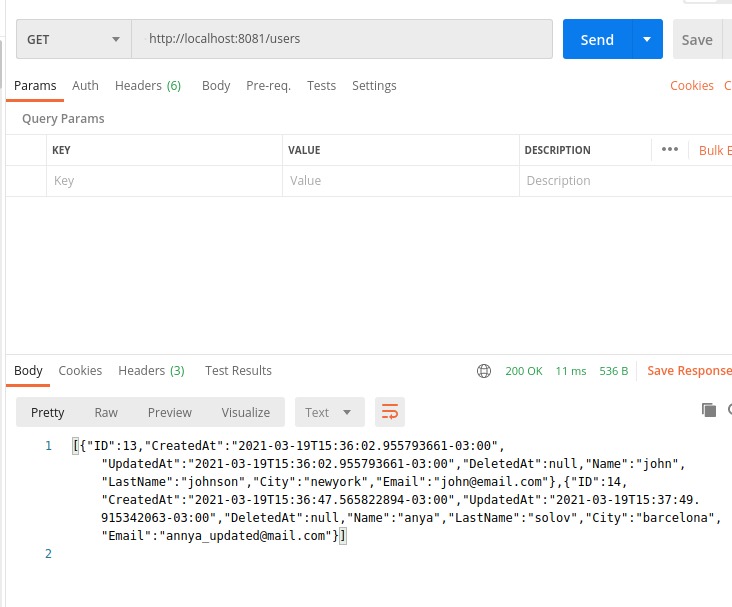 GET http://localhost:8081/users Send Save
Params Auth Headers (6) Body Pre-req. Tests Settings Cookies C
Query Params
KEY VALUE DESCRIPTION ••• Bulk E
Key Value Description
Body Cookies Headers (3) Test Results 200 OK 11 ms 536 B Save Response
Pretty Raw Preview Visualize Text
1 [{"ID":13,"CreatedAt":"2021-03-19T15:36:02.955793661-03:00",
"UpdatedAt":"2021-03-19T15:36:02.955793661-03:00","DeletedAt":null,"Name":"john",
"LastName":"johnson","City":"newyork","Email":"john@email.com"},{"ID":14,
"CreatedAt":"2021-03-19T15:36:47.565822894-03:00","UpdatedAt":"2021-03-19T15:37:49.
915342063-03:00","DeletedAt":null,"Name":"anya","LastName":"solov","City":"barcelona",
"Email":"annya_updated@mail.com"}]
2